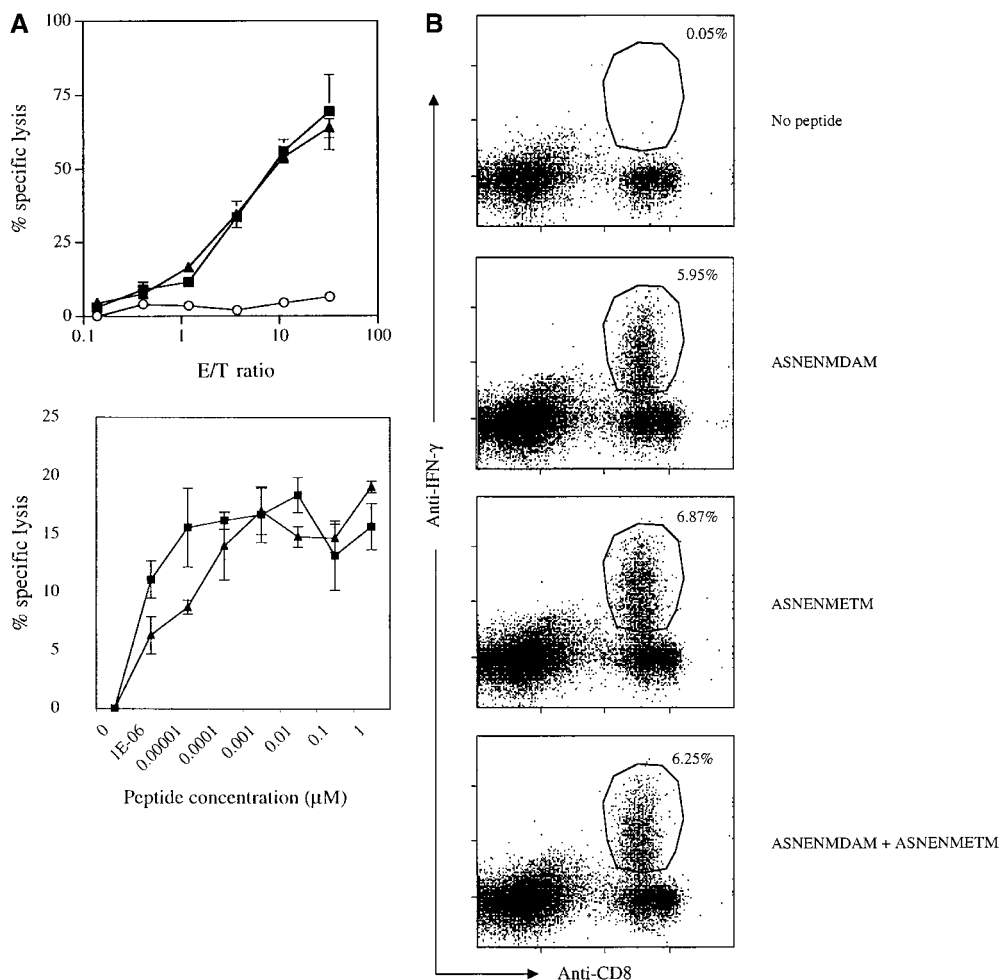 A
100
75
50
25
0
% specific lysis
0.1
1
10
100
E/T ratio
25
20
15
10
5
0
% specific lysis
0
1E-06
0.00001
0.0001
0.001
0.01
0.1
1
Peptide concentration (µM)
B
0.05%
No peptide
5.95%
ASNENMDAM
6.87%
ASNENMETM
6.25%
ASNENMDAM + ASNENMETM
Anti-IFN-γ
Anti-CD8